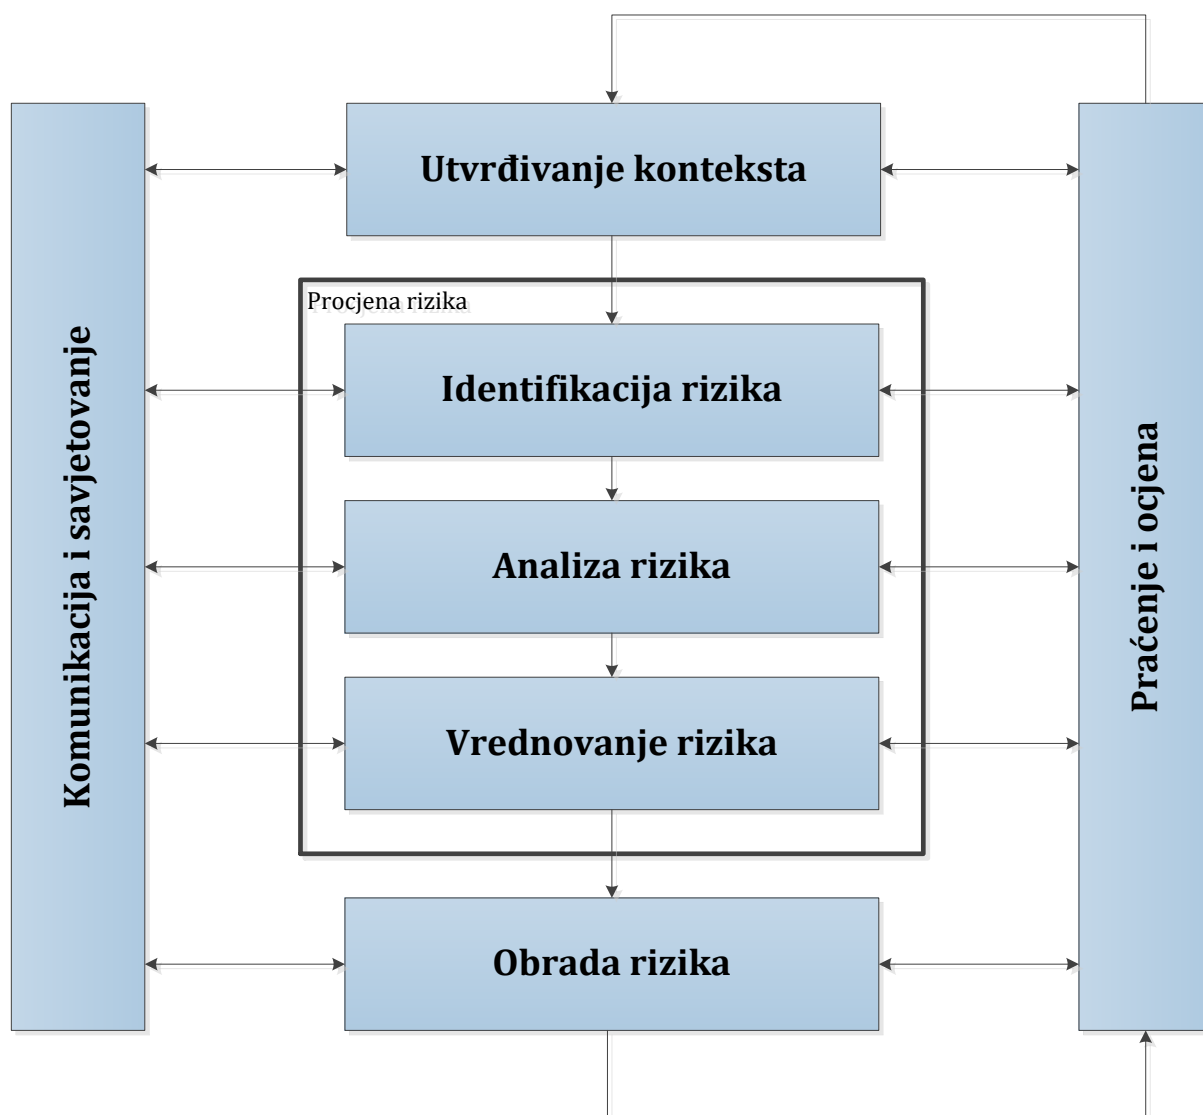 Utvrđivanje konteksta
Procjena rizika
Identifikacija rizika
Analiza rizika
Vrednovanje rizika
Obrada rizika
Komunikacija i savjetovanje
Praćenje i ocjena